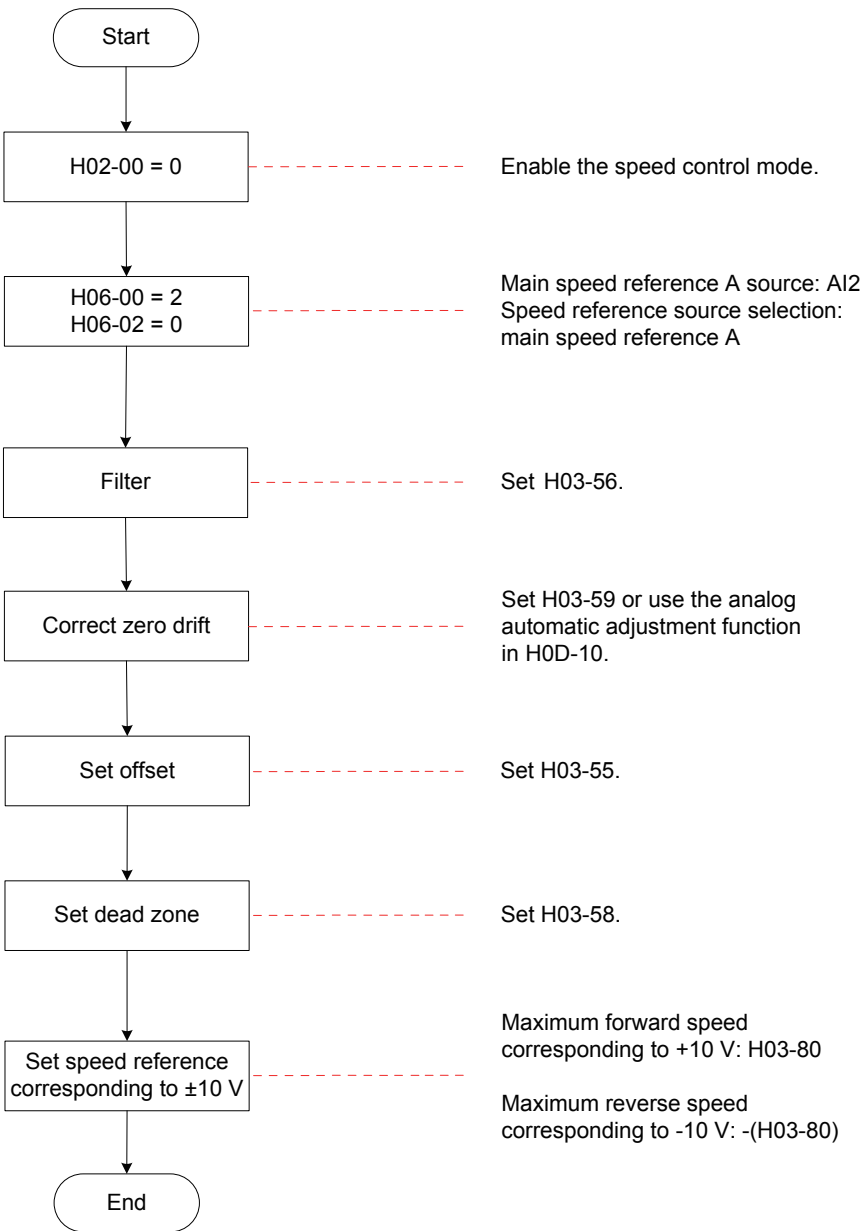 Start
H02-00 = 0
Enable the speed control mode.
H06-00 = 2
H06-02 = 0
Main speed reference A source: AI2
Speed reference source selection:
main speed reference A
Filter
Set H03-56.
Correct zero drift
Set H03-59 or use the analog
automatic adjustment function
in H0D-10.
Set offset
Set H03-55.
Set dead zone
Set H03-58.
Set speed reference
corresponding to ±10 V
Maximum forward speed
corresponding to +10 V: H03-80
Maximum reverse speed
corresponding to -10 V: -(H03-80)
End